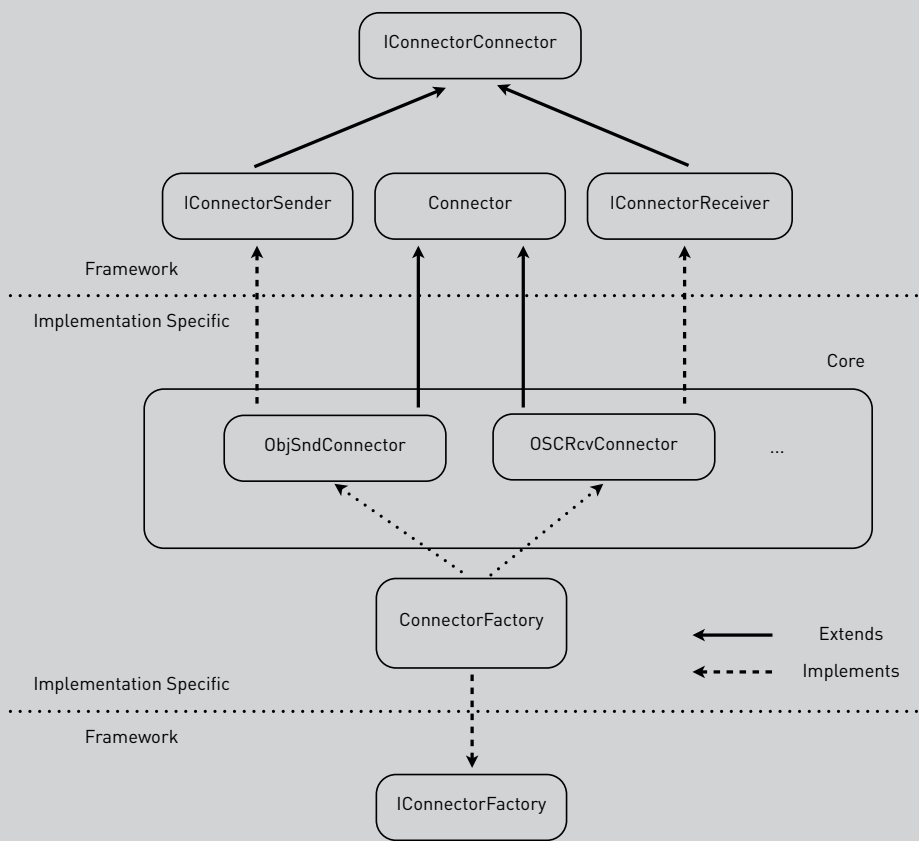 IConnectorConnector
IConnectorSender
Connector
IConnectorReceiver
Framework
Implementation Specific
Core
ObjSndConnector
OSCRcvConnector
...
ConnectorFactory
Extends
Implements
Implementation Specific
Framework
IConnectorFactory